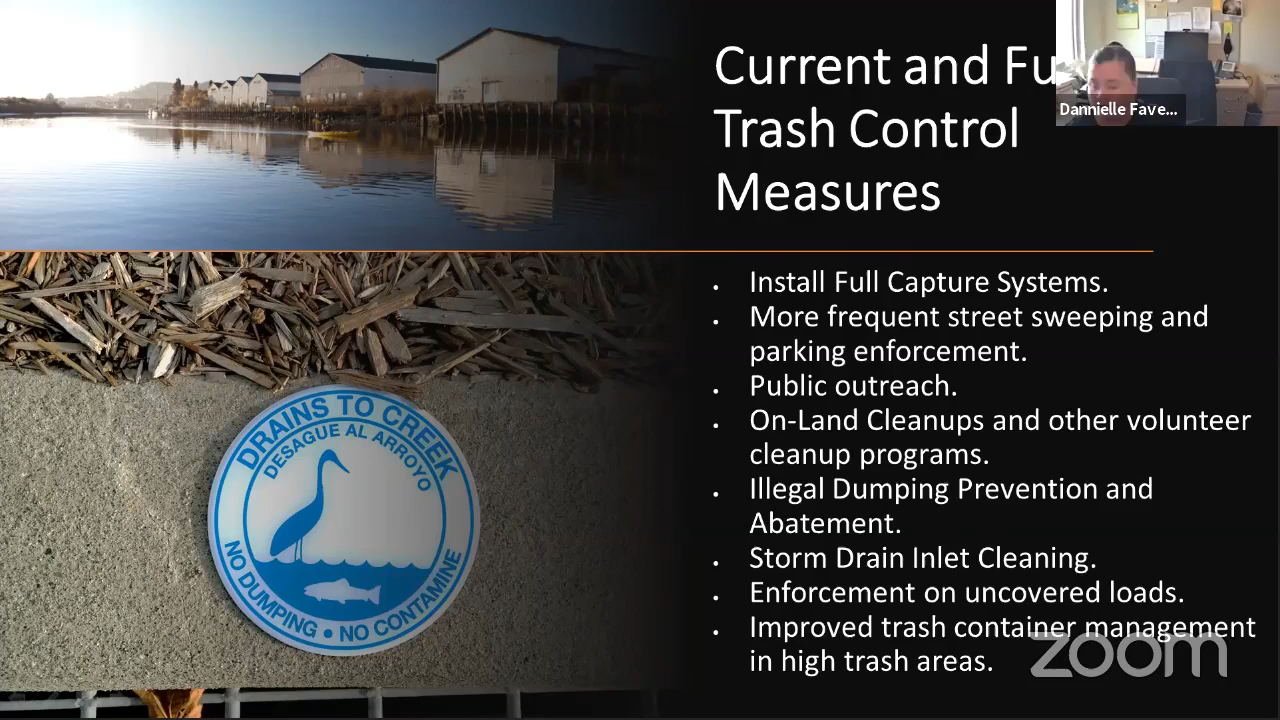 Current and Fu
Trash Control
Measures
Dannielle Fave...
• Install Full Capture Systems.
• More frequent street sweeping and
parking enforcement.
• Public outreach.
• On-Land Cleanups and other volunteer
cleanup programs.
• Illegal Dumping Prevention and
Abatement.
• Storm Drain Inlet Cleaning.
• Enforcement on uncovered loads.
• Improved trash container management
in high trash areas.
DRAINS TO CREEK
DESAGUE AL ARROYO
NO DUMPING • NO CONTAMINE
zoom